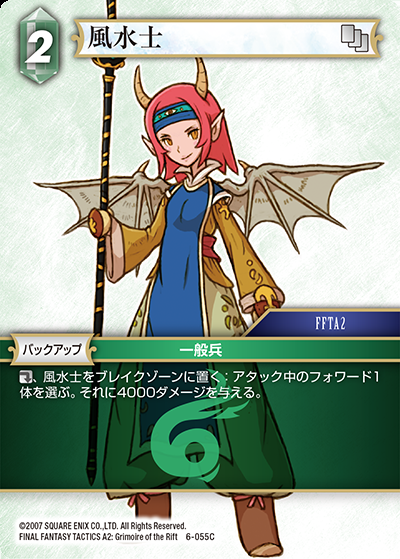 2
風水士
FFTA2
バックアップ
一般兵
、風水士をブレイクゾーンに置く：アタック中のフォワード1
体を選ぶ。それに4000ダメージを与える。
6
©2007 SQUARE ENIX CO.,LTD. All Rights Reserved.
FINAL FANTASY TACTICS A2: Grimoire of the Rift 6-055C